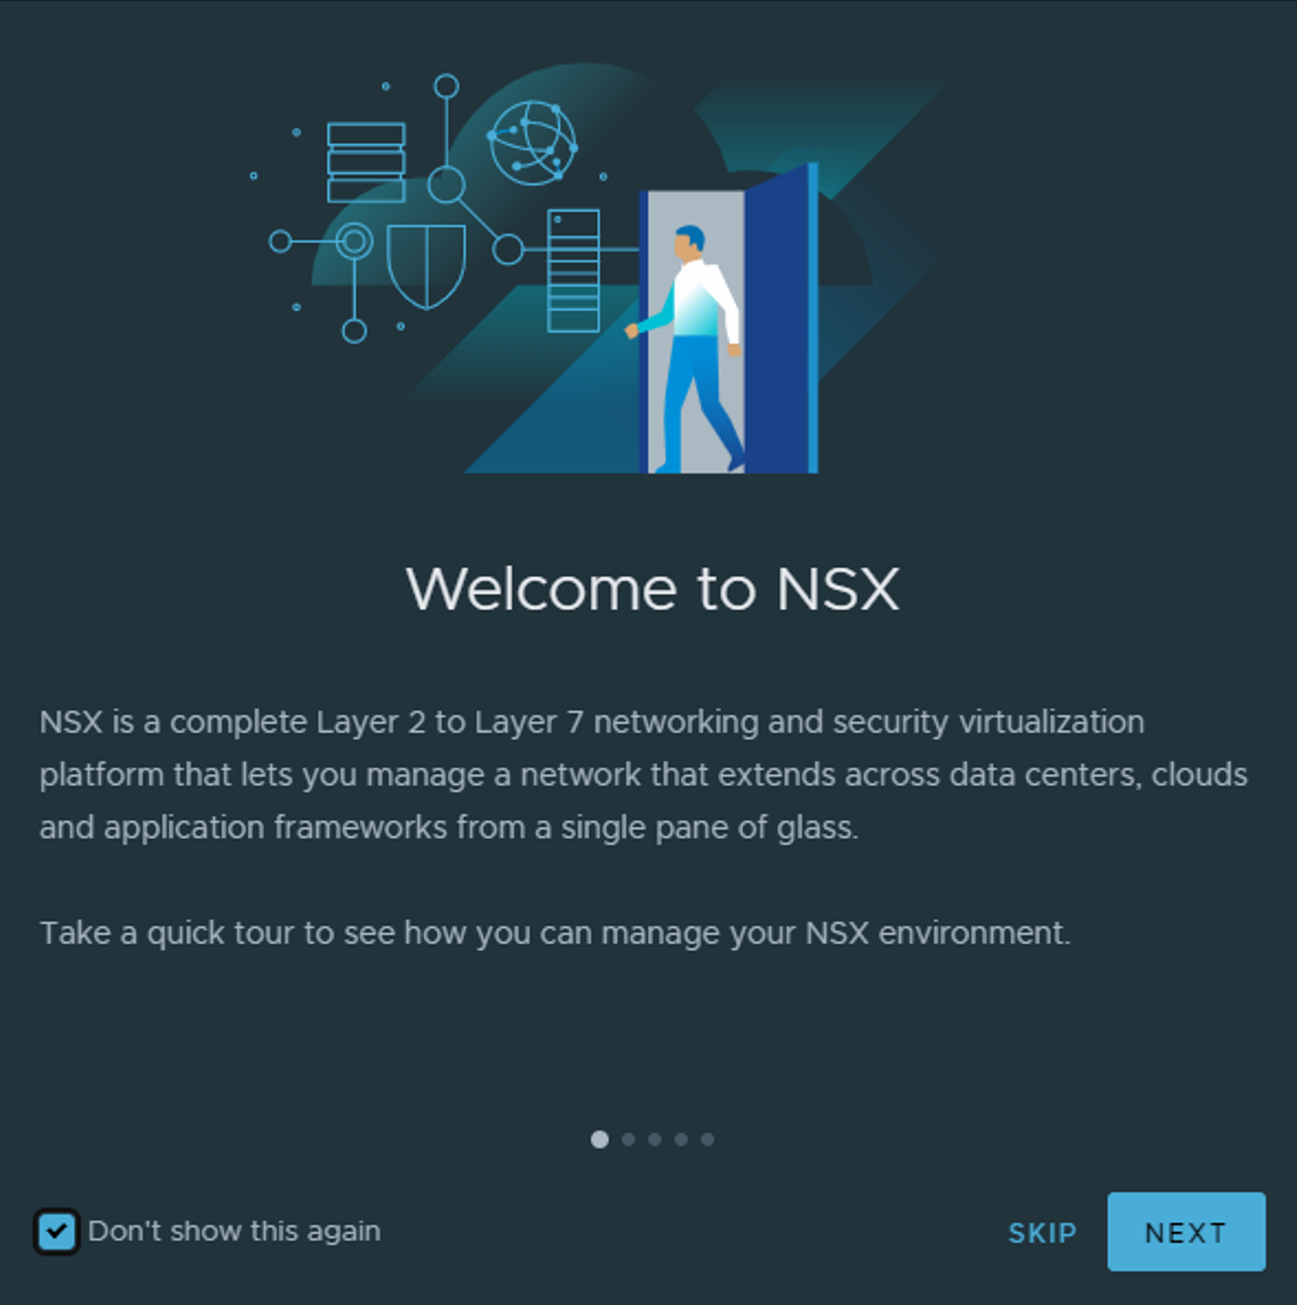 Welcome to NSX
NSX is a complete Layer 2 to Layer 7 networking and security virtualization
platform that lets you manage a network that extends across data centers, clouds
and application frameworks from a single pane of glass.
Take a quick tour to see how you can manage your NSX environment.
Don't show this again
SKIP
NEXT